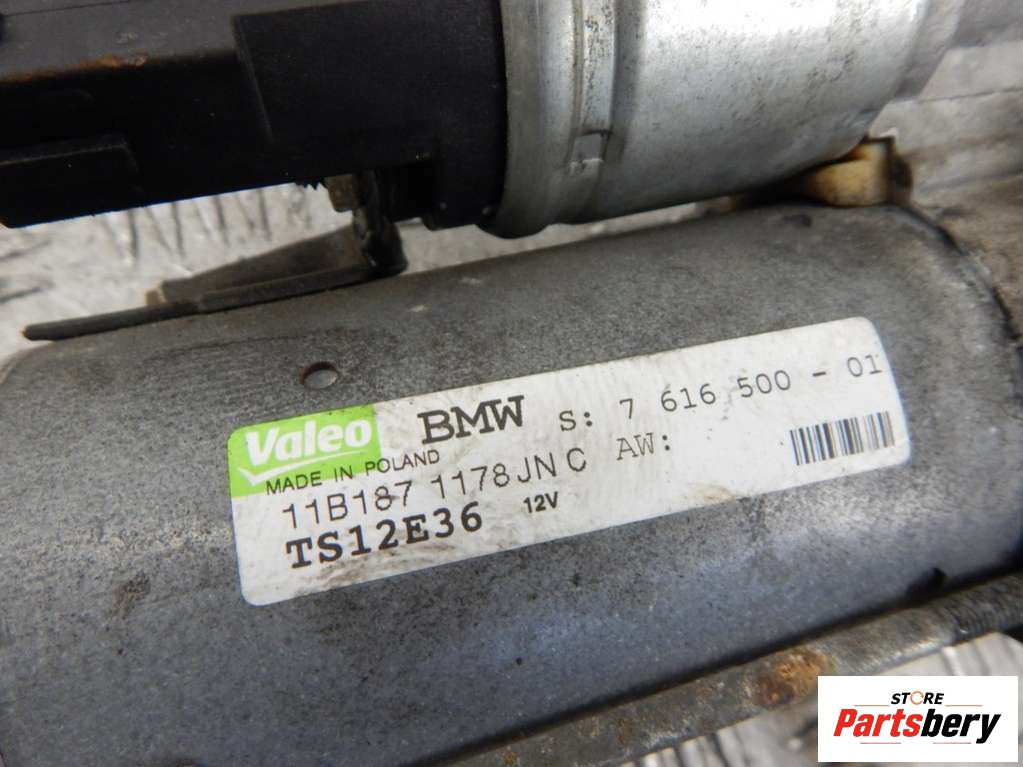 Valeo BMW S: 7 616 500 - 01
MADE IN POLAND AW:
11B187 1178JN C
TS12E36 12V
STORE
Partsbery